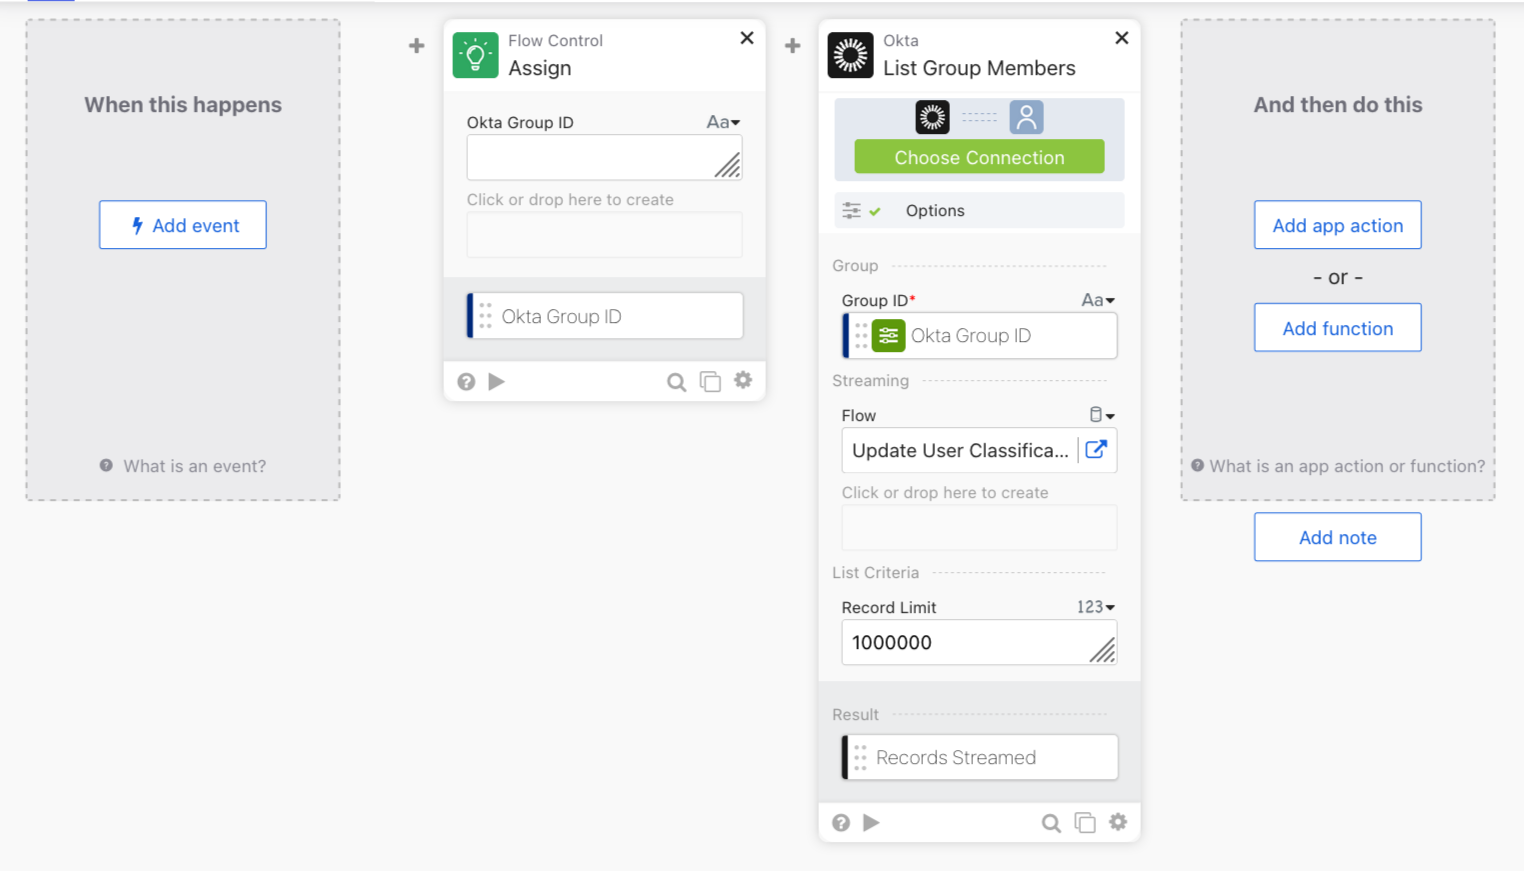 When this happens
Add event
What is an event?
Flow Control
Assign
Okta Group ID
Aa
Click or drop here to create
Okta Group ID
Okta
List Group Members
Choose Connection
Options
Group
Group ID*
Aa
Okta Group ID
Streaming
Flow
Update User Classifica...
Click or drop here to create
List Criteria
Record Limit
123
1000000
Result
Records Streamed
And then do this
Add app action
- or -
Add function
What is an app action or function?
Add note